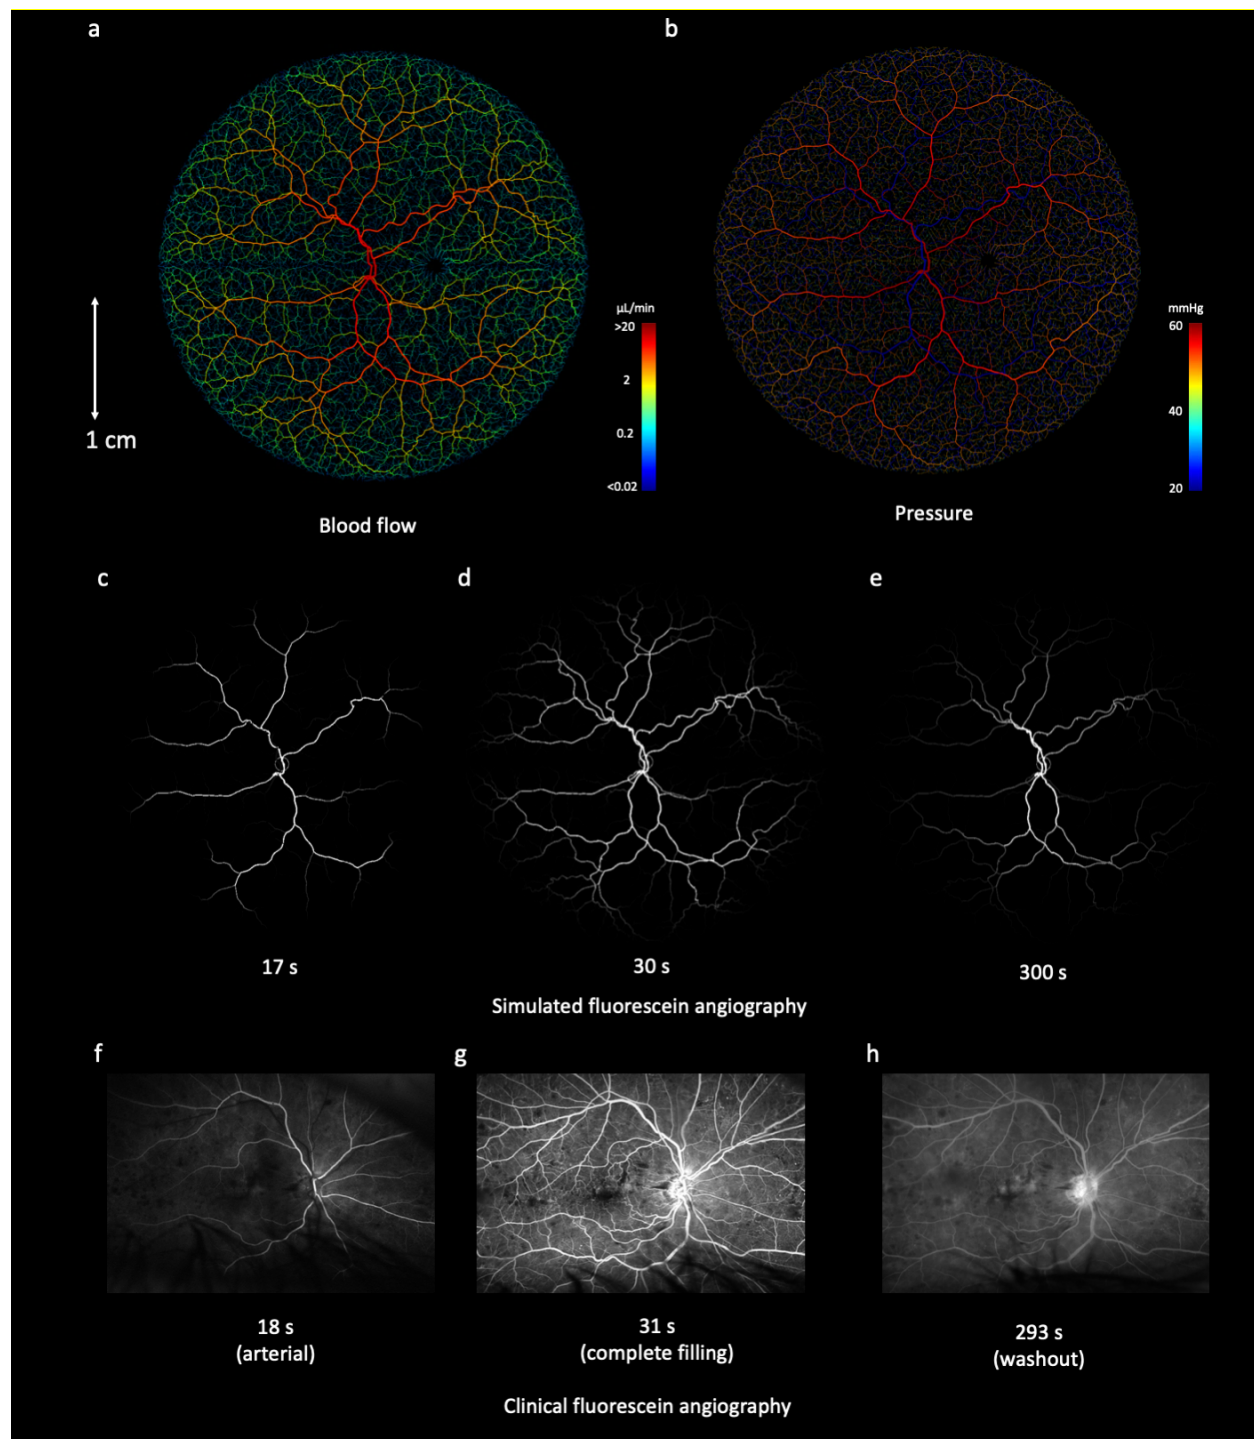 a
b
µL/min
>20
2
0.2
<0.02
mmHg
60
40
20
1 cm
Blood flow
Pressure
c
d
e
17 s
30 s
300 s
Simulated fluorescein angiography
f
g
h
18 s
(arterial)
31 s
(complete filling)
293 s
(washout)
Clinical fluorescein angiography